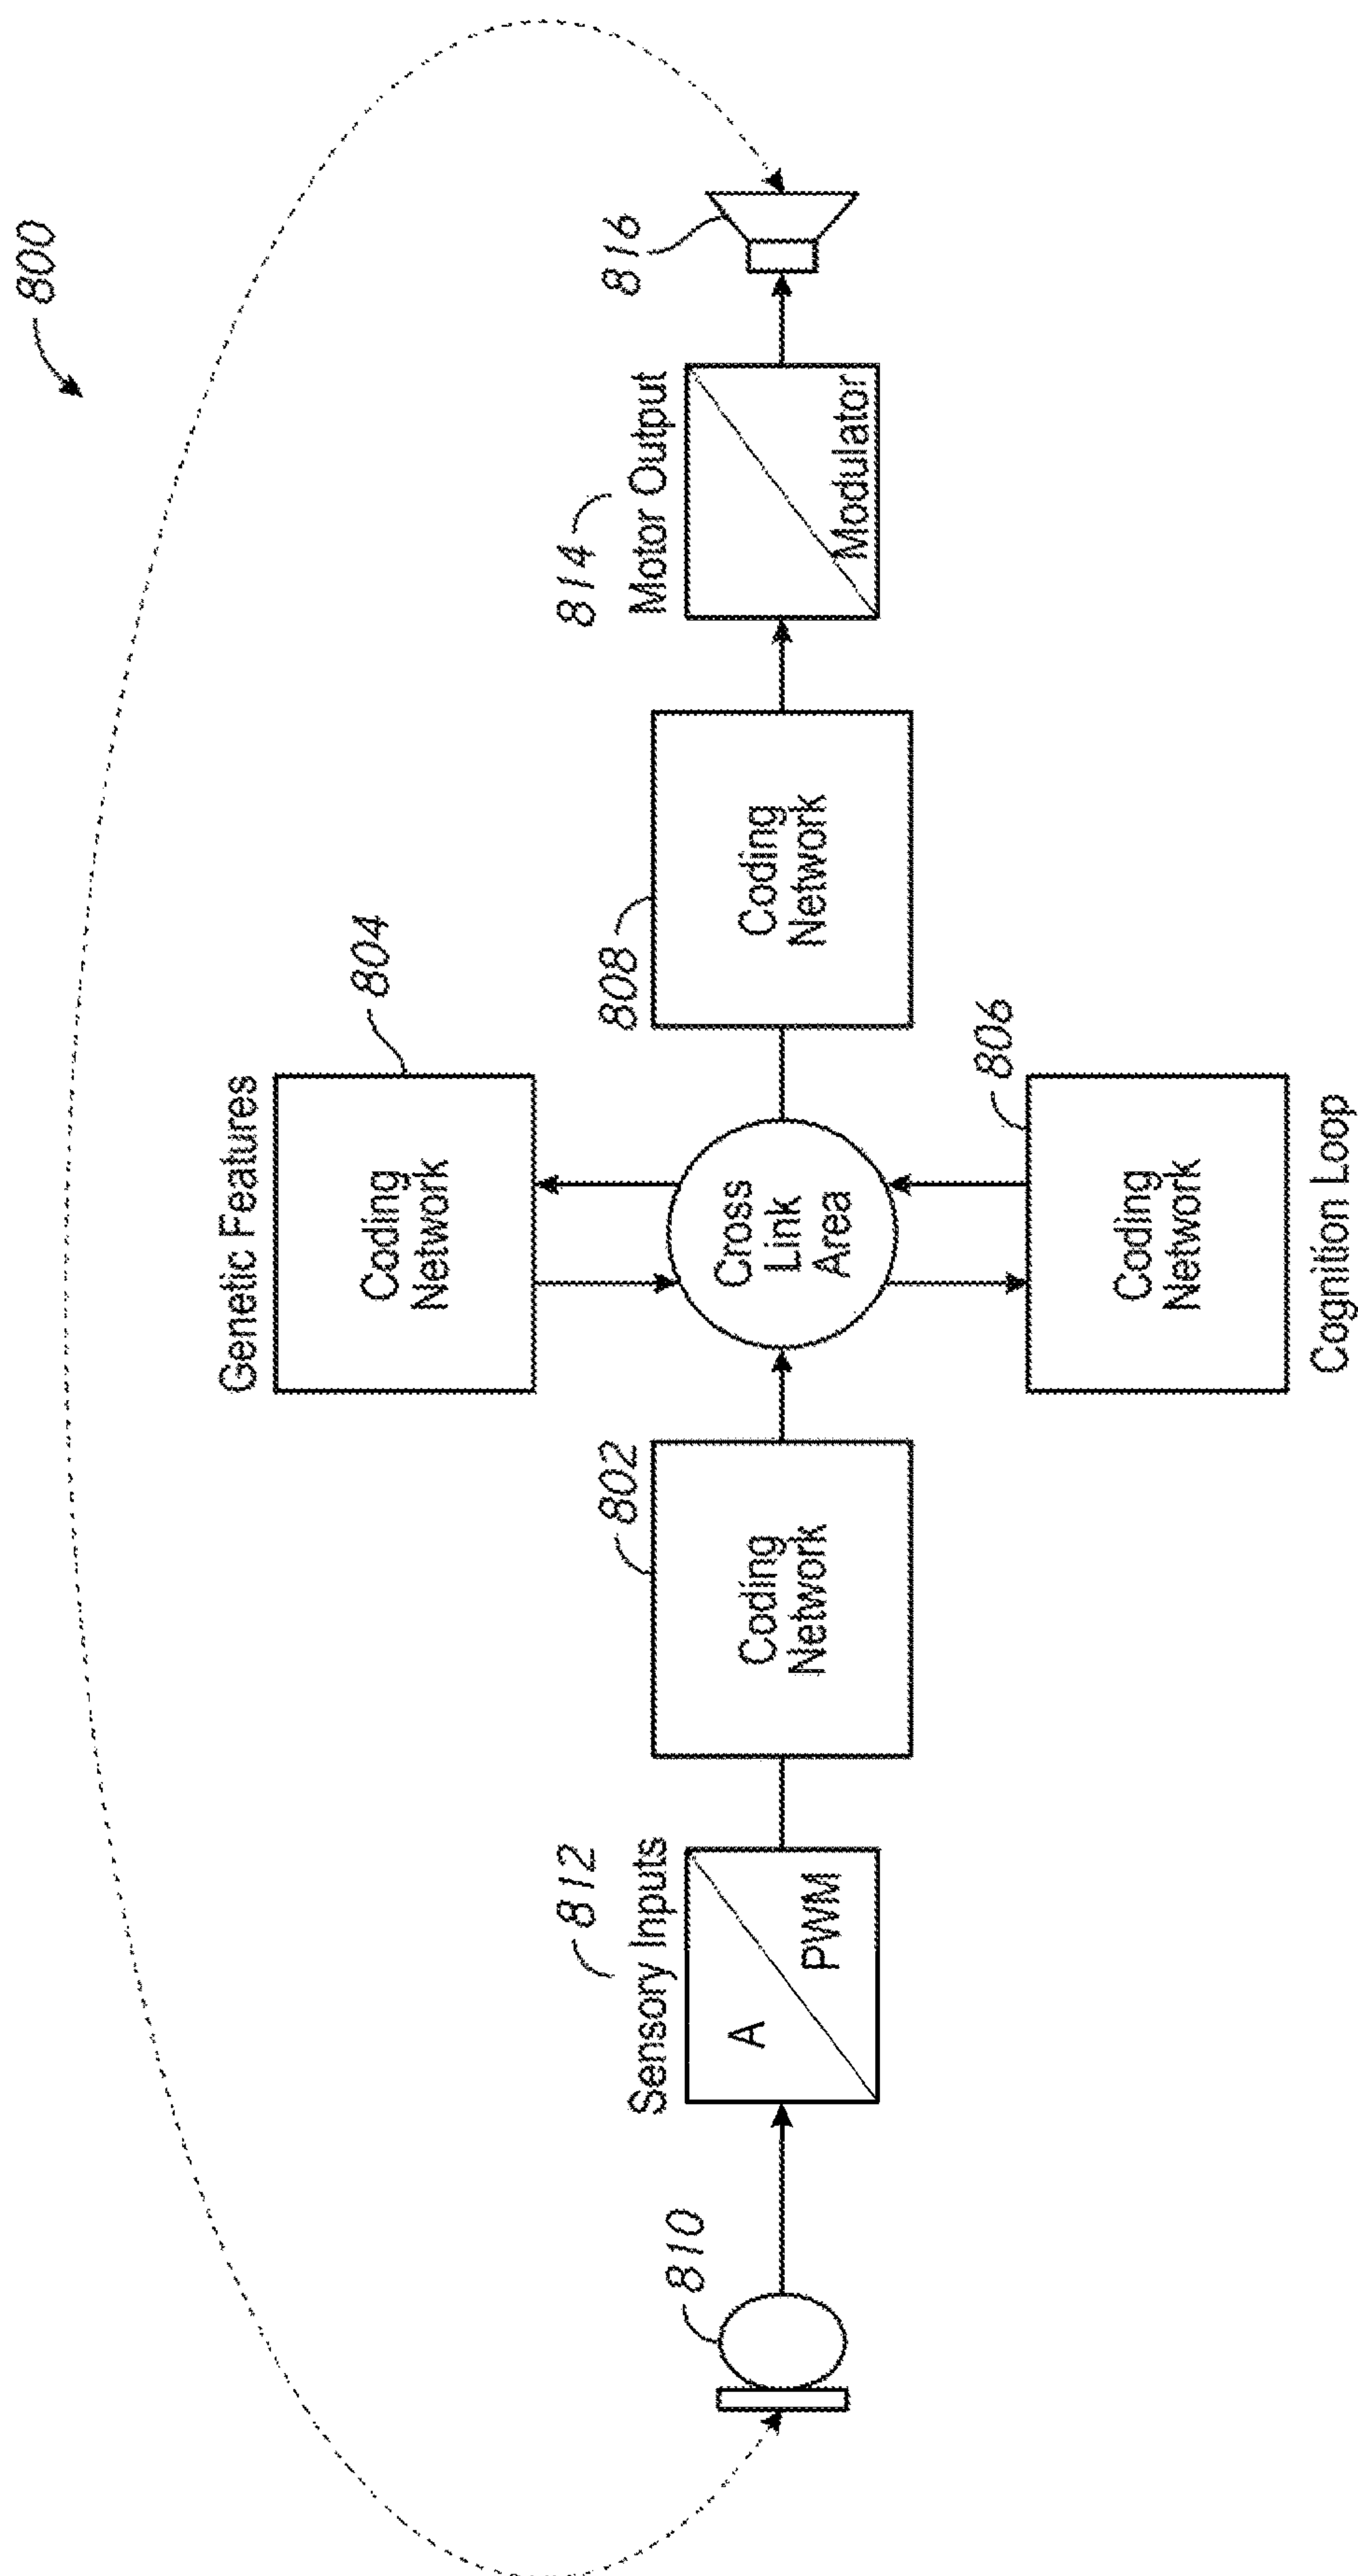 800
Genetic Features
804
Coding
Network
810
812
Sensory Inputs
A
PWM
802
Coding
Network
Cross
Link
Area
808
Coding
Network
814
Motor Output
Modulator
816
806
Coding
Network
Cognition Loop